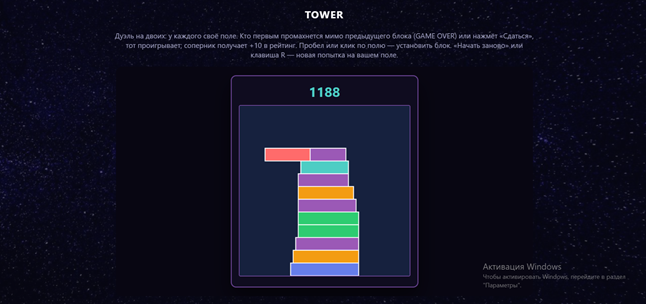 TOWER
Дуэль на двоих: у каждого своё поле. Кто первым промахнется мимо предыдущего блока (GAME OVER) или нажмёт «Сдаться»,
тот проигрывает; соперник получает +10 в рейтинг. Пробел или клик по полю — установить блок. «Начать заново» или
клавиша R — новая попытка на вашем поле.
1188
Активация Windows
Чтобы активировать Windows, перейдите в раздел
"Параметры".